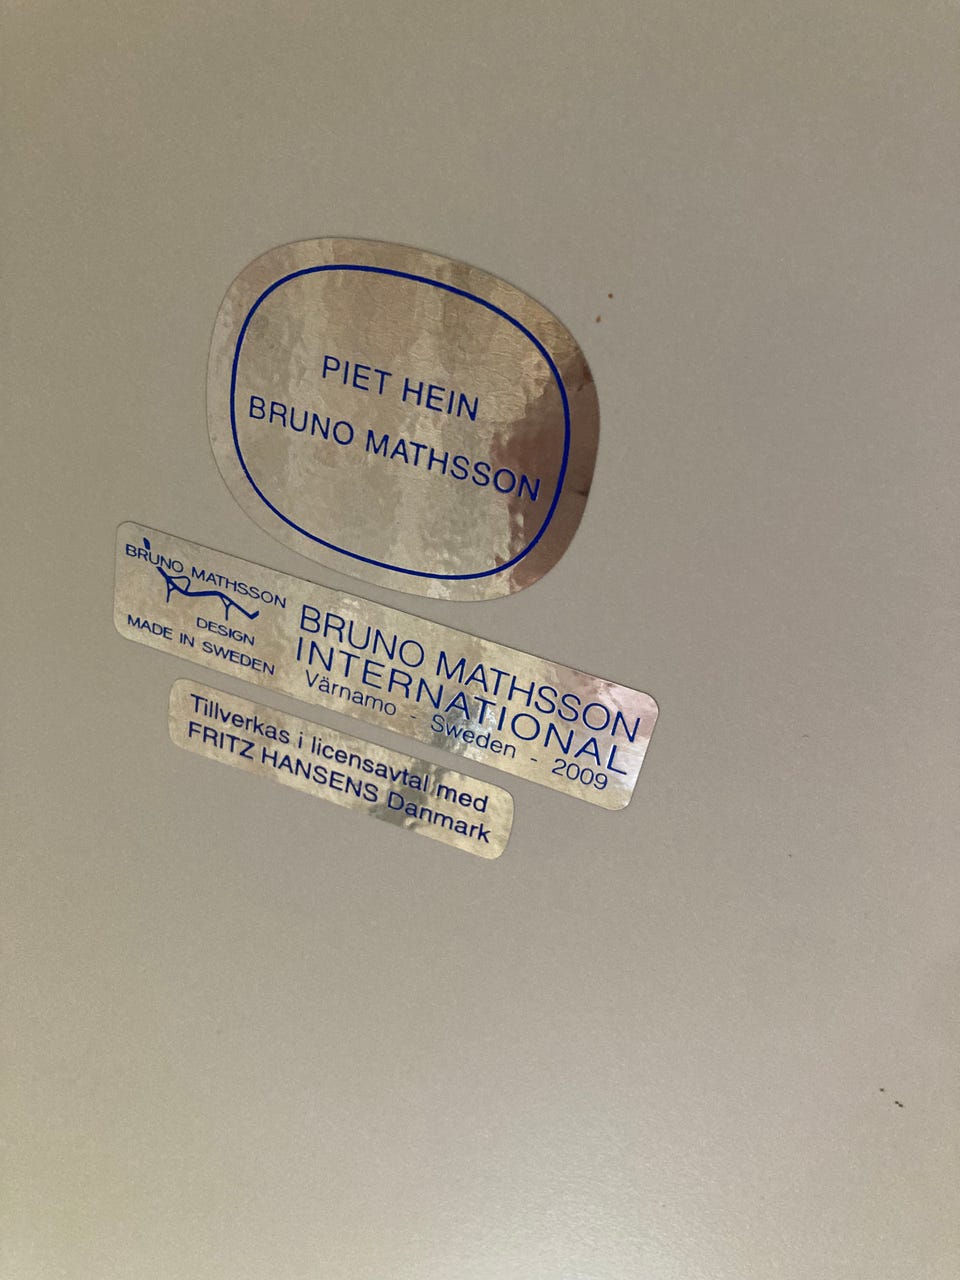 PIET HEIN
BRUNO MATHSSON
BRUNO MATHSSON
DESIGN
MADE IN SWEDEN
BRUNO MATHSSON
INTERNATIONAL
Värnamo - Sweden - 2009
Tillverkas i licensavtal med
FRITZ HANSENS Danmark